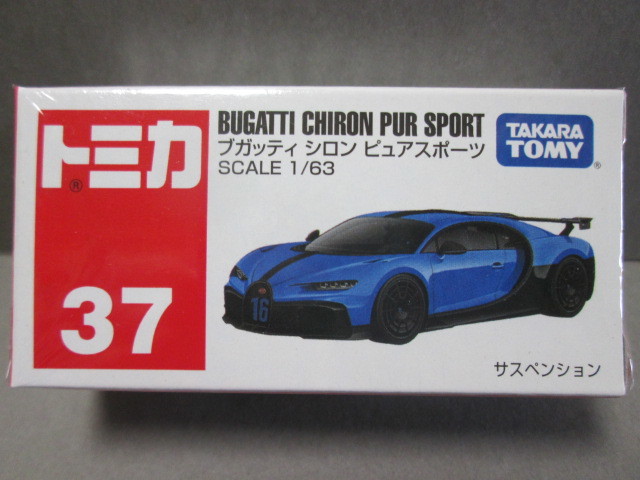 トミカ
®
37
BUGATTI CHIRON PUR SPORT
ブガッティ シロン ピュアスポーツ
SCALE 1/63
TAKARA
TOMY
®
16
サスペンション